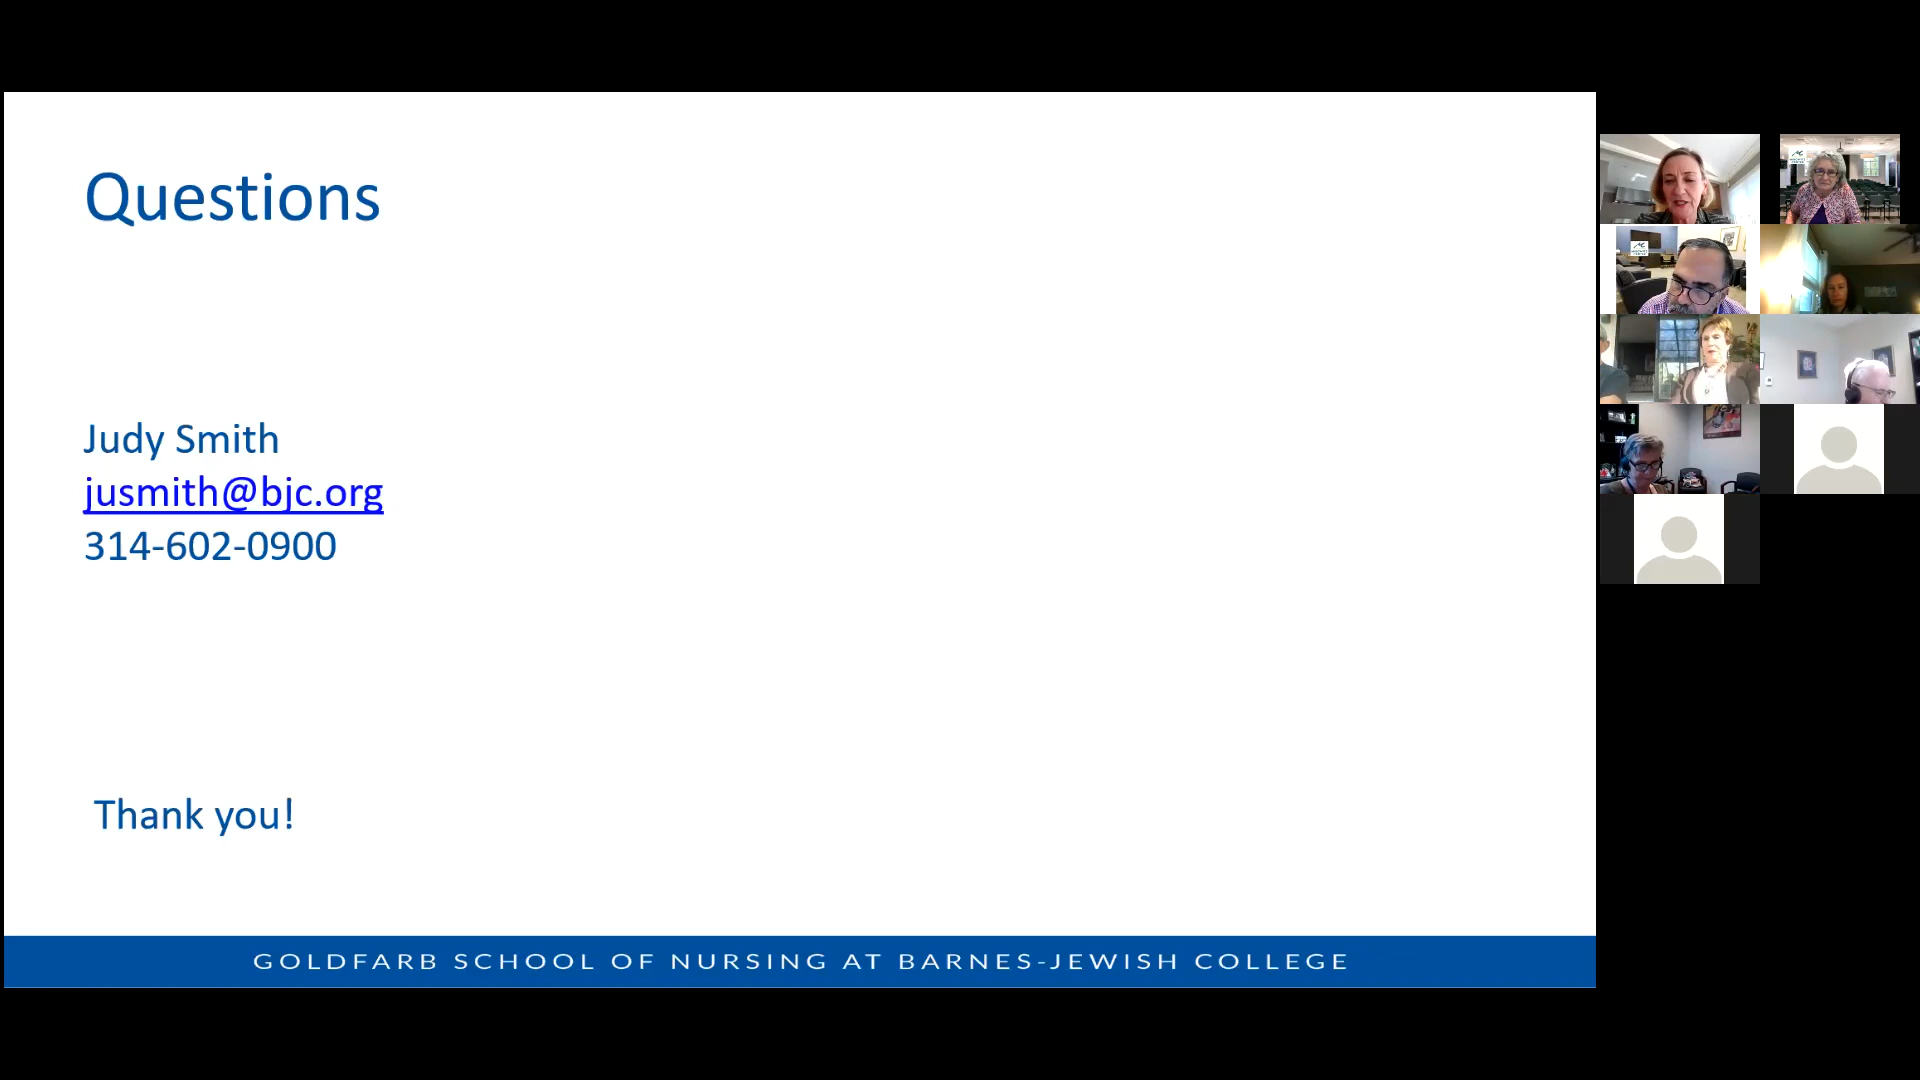 Questions
Judy Smith
jusmith@bjc.org
314-602-0900
Thank you!
GOLDFARB SCHOOL OF NURSING AT BARNES-JEWISH COLLEGE